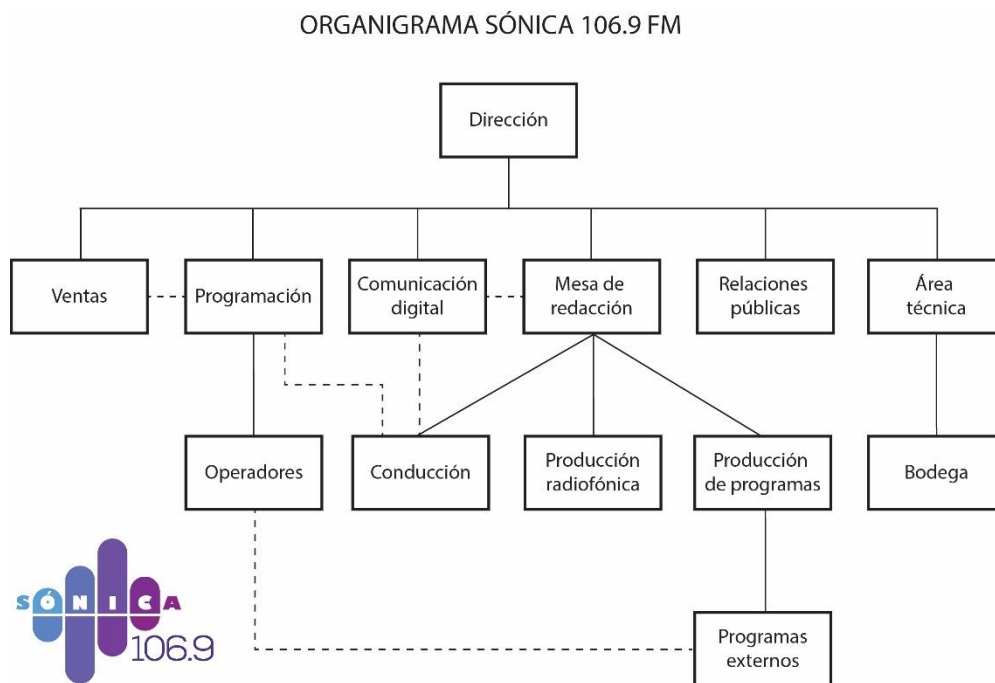 ORGANIGRAMA SÓNICA 106.9 FM
Dirección
Ventas
Programación
Comunicación
digital
Mesa de
redacción
Relaciones
públicas
Área
técnica
Operadores
Conducción
Producción
radiofónica
Producción
de programas
Bodega
Programas
externos
SÓNICA
106.9